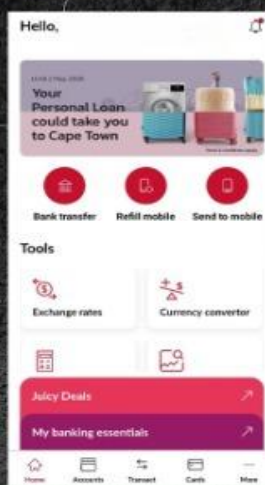 Hello,
Your
Personal Loan
could take you
to Cape Town
Bank transfer
Refill mobile
Send to mobile
Tools
Exchange rates
Currency convertor
Juicy Deals
My banking essentials
Home
Accounts
Transact
Cards
More